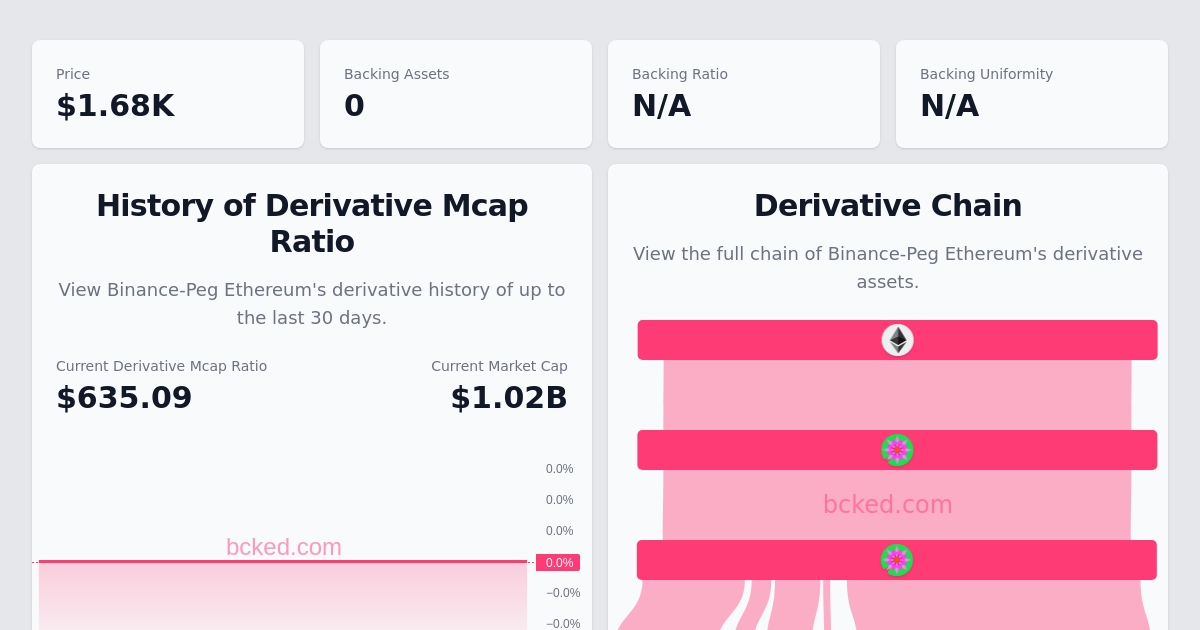 Price
$1.68K
Backing Assets
0
Backing Ratio
N/A
Backing Uniformity
N/A
History of Derivative Mcap
Ratio
View Binance-Peg Ethereum's derivative history of up to
the last 30 days.
Current Derivative Mcap Ratio
$635.09
Current Market Cap
$1.02B
0.0%
0.0%
0.0%
0.0%
−0.0%
−0.0%
bcked.com
Derivative Chain
View the full chain of Binance-Peg Ethereum's derivative
assets.
bcked.com